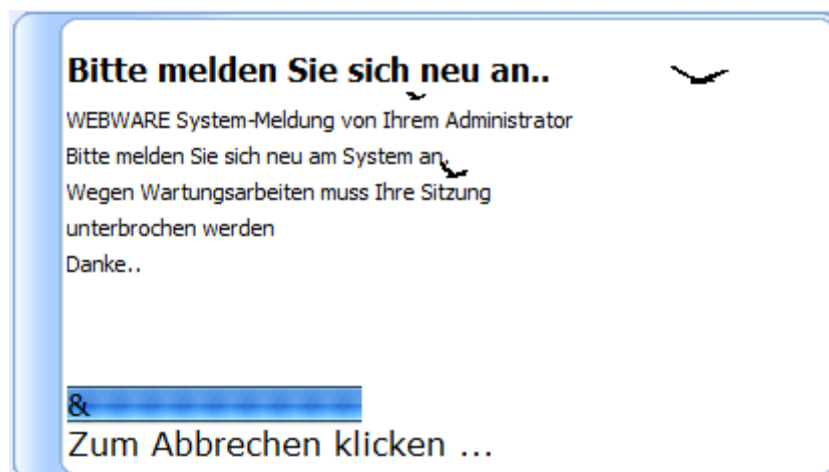 Bitte melden Sie sich neu an..
WEBWARE System-Meldung von Ihrem Administrator
Bitte melden Sie sich neu am System an.
Wegen Wartungsarbeiten muss Ihre Sitzung
unterbrochen werden
Danke..
&
Zum Abbrechen klicken ...